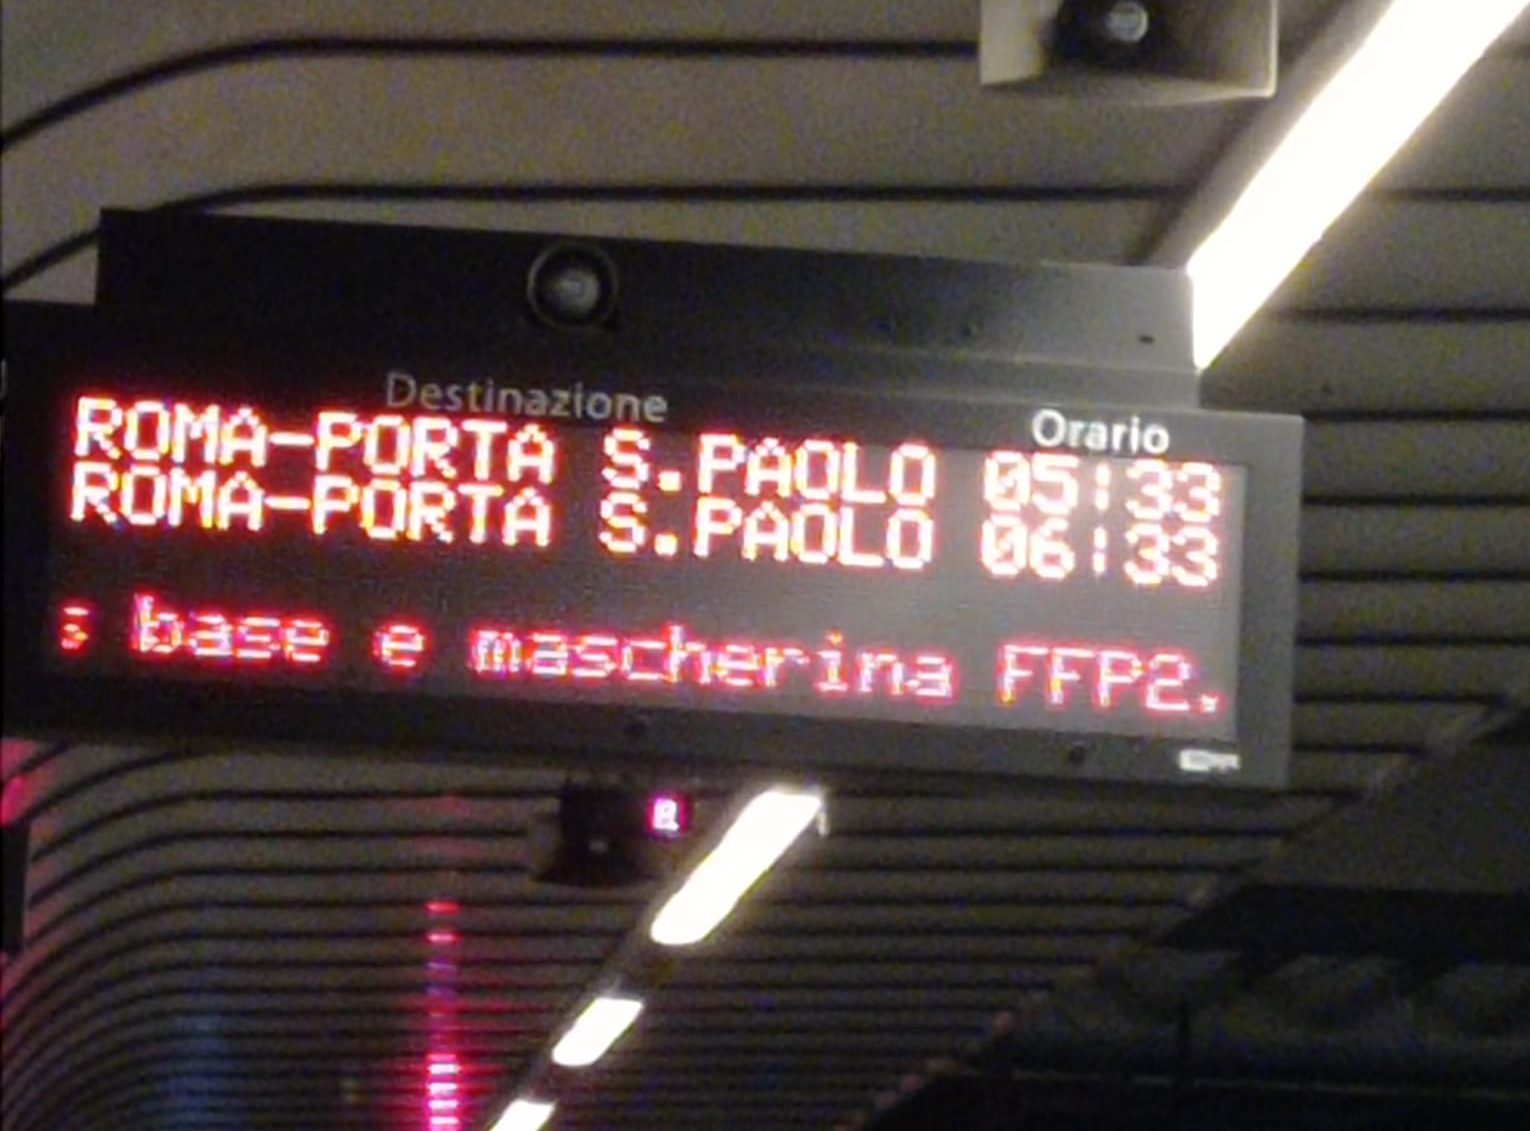 Destinazione Orario
ROMA-PORTA S.PAOLO 05:33
ROMA-PORTA S.PAOLO 06:33
base e mascherina FFP2.